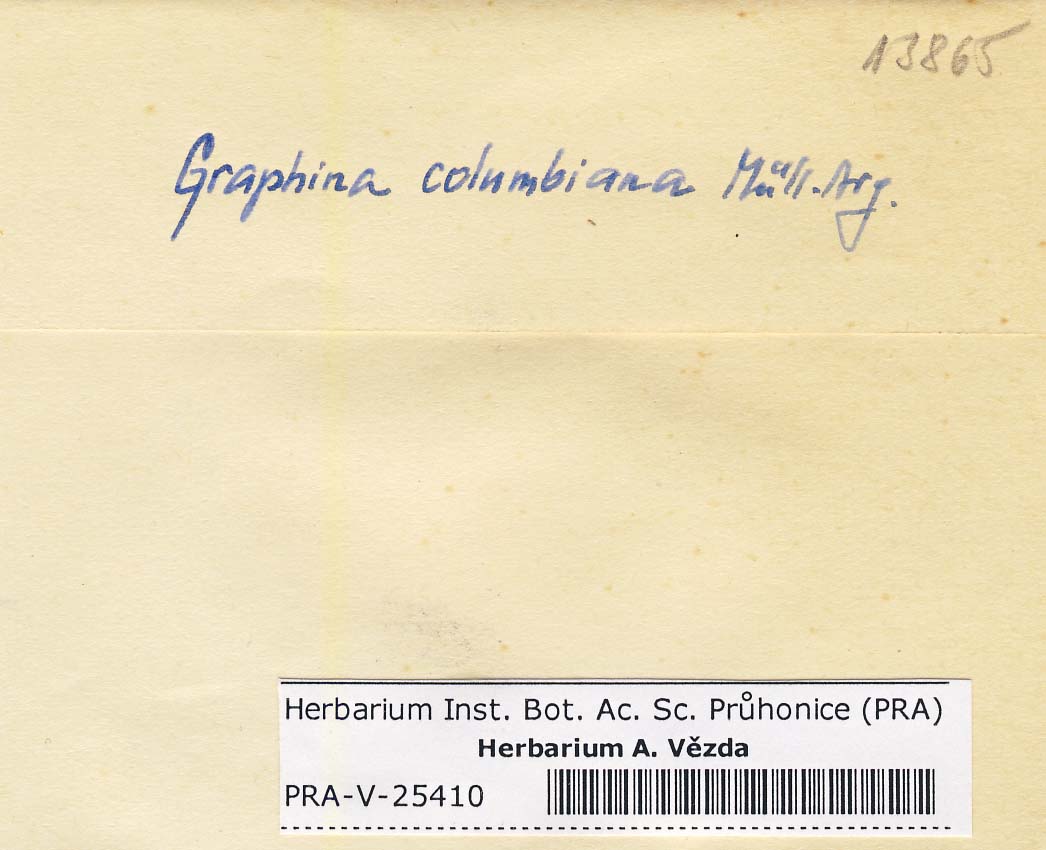 13865
Graphina columbiana Müll. Arg.
Herbarium Inst. Bot. Ac. Sc. Průhonice (PRA)
Herbarium A. Vězda
PRA-V-25410